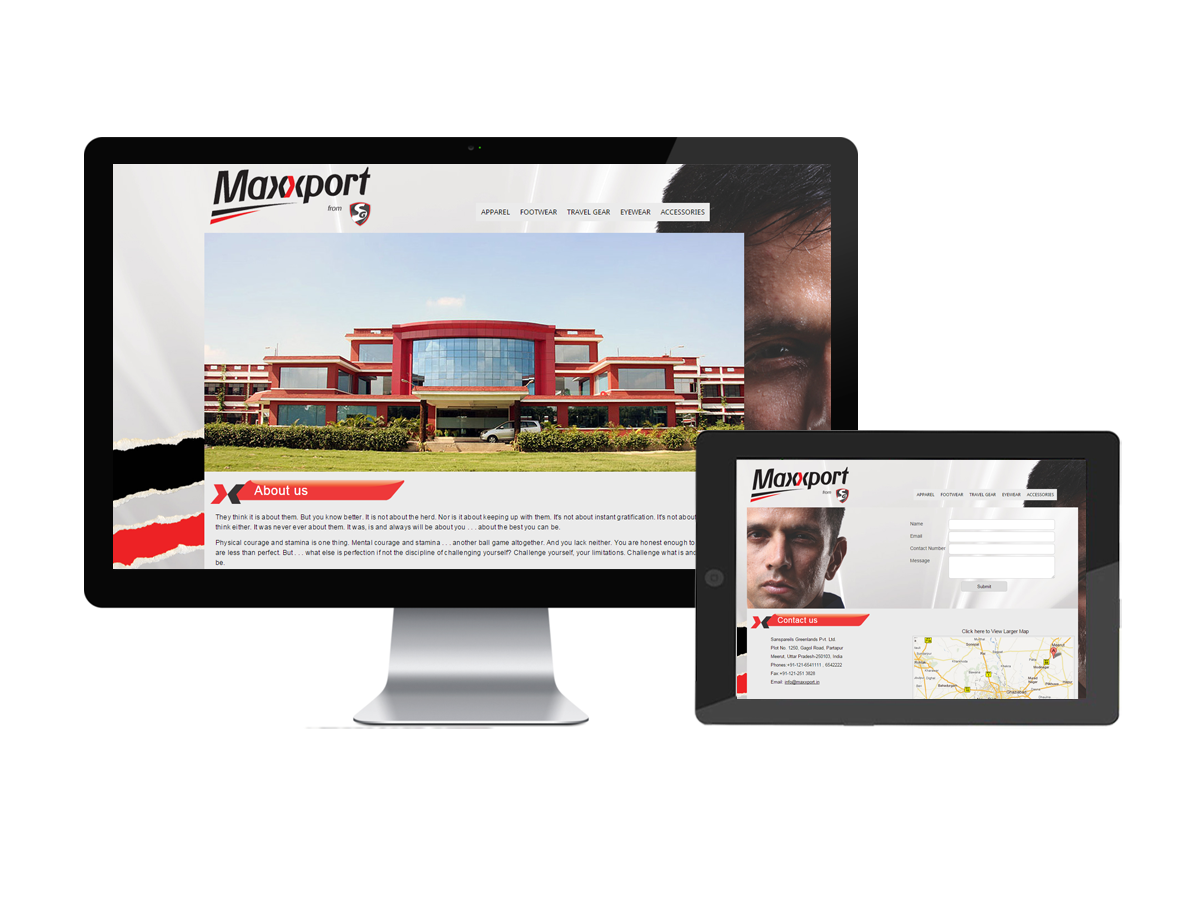 Maxxport
from SG
APPAREL FOOTWEAR TRAVEL GEAR EYEWEAR ACCESSORIES
About us
They think it is about them. But you know better. It is not about the herd. Nor is it about keeping up with them. It's not about instant gratification. It's not about
think either. It was never ever about them. It was, is and always will be about you . . . about the best you can be.
Physical courage and stamina is one thing. Mental courage and stamina . . . another ball game altogether. And you lack neither. You are honest enough to
are less than perfect. But . . . what else is perfection if not the discipline of challenging yourself? Challenge yourself, your limitations. Challenge what is and
be.
Maxxport
from SG
APPAREL FOOTWEAR TRAVEL GEAR EYEWEAR ACCESSORIES
Name
Email
Contact Number
Message
Submit
Contact us
Sanspareils Greenlands Pvt. Ltd.
Plot No. 1250, Gagol Road, Partapur
Meerut, Uttar Pradesh-250103, India
Phones:+91-121-6541111 , 6542222
Fax:+91-121-251 3828
Email: info@maxxport.in
Click here to View Larger Map
Meerut
Ghaziabad